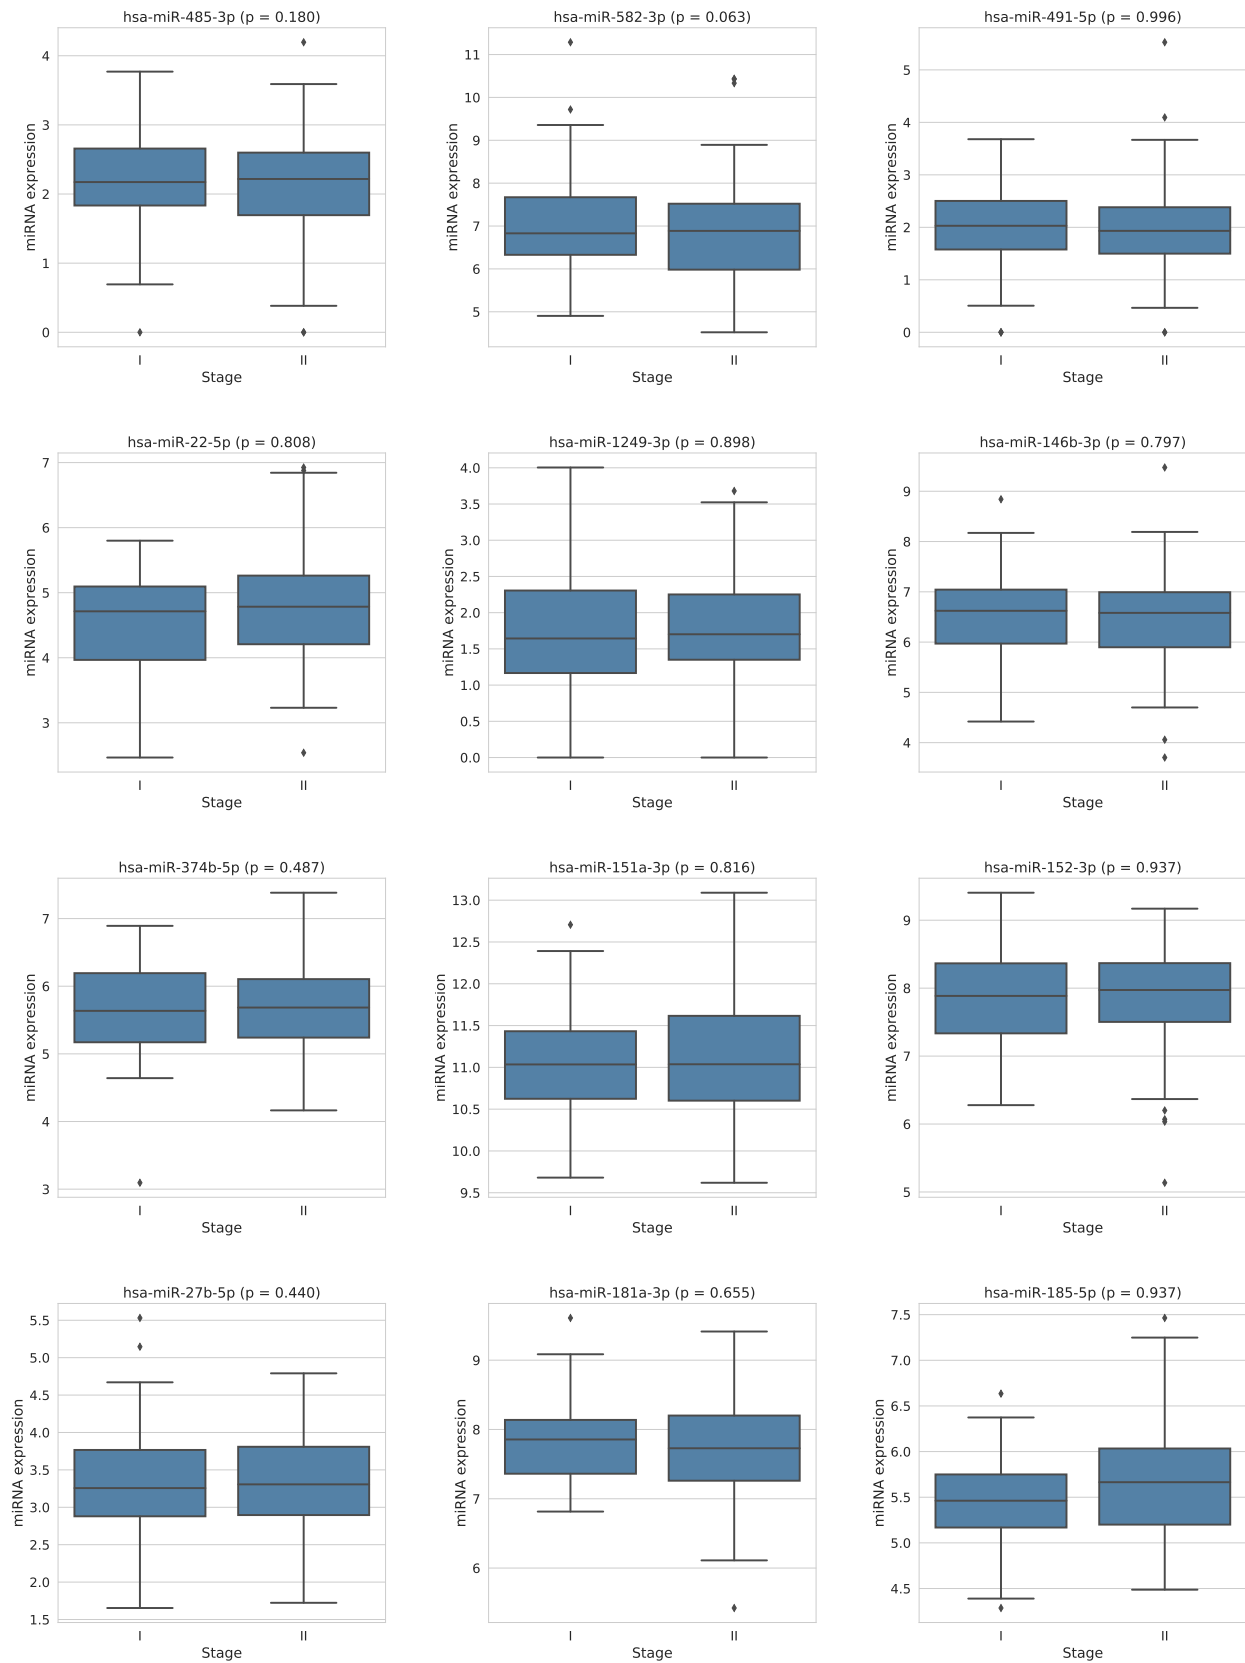 hsa-miR-485-3p (p = 0.180)
hsa-miR-582-3p (p = 0.063)
hsa-miR-491-5p (p = 0.996)
miRNA expression
4
3
2
1
0
I
II
Stage
miRNA expression
11
10
9
8
7
6
5
I
II
Stage
miRNA expression
5
4
3
2
1
0
I
II
Stage
hsa-miR-22-5p (p = 0.808)
hsa-miR-1249-3p (p = 0.898)
hsa-miR-146b-3p (p = 0.797)
miRNA expression
7
6
5
4
3
I
II
Stage
miRNA expression
4.0
3.5
3.0
2.5
2.0
1.5
1.0
0.5
0.0
I
II
Stage
miRNA expression
9
8
7
6
5
4
I
II
Stage
hsa-miR-374b-5p (p = 0.487)
hsa-miR-151a-3p (p = 0.816)
hsa-miR-152-3p (p = 0.937)
miRNA expression
7
6
5
4
3
I
II
Stage
miRNA expression
13.0
12.5
12.0
11.5
11.0
10.5
10.0
9.5
I
II
Stage
miRNA expression
9
8
7
6
5
I
II
Stage
hsa-miR-27b-5p (p = 0.440)
hsa-miR-181a-3p (p = 0.655)
hsa-miR-185-5p (p = 0.937)
miRNA expression
5.5
5.0
4.5
4.0
3.5
3.0
2.5
2.0
1.5
I
II
Stage
miRNA expression
9
8
7
6
I
II
Stage
miRNA expression
7.5
7.0
6.5
6.0
5.5
5.0
4.5
I
II
Stage